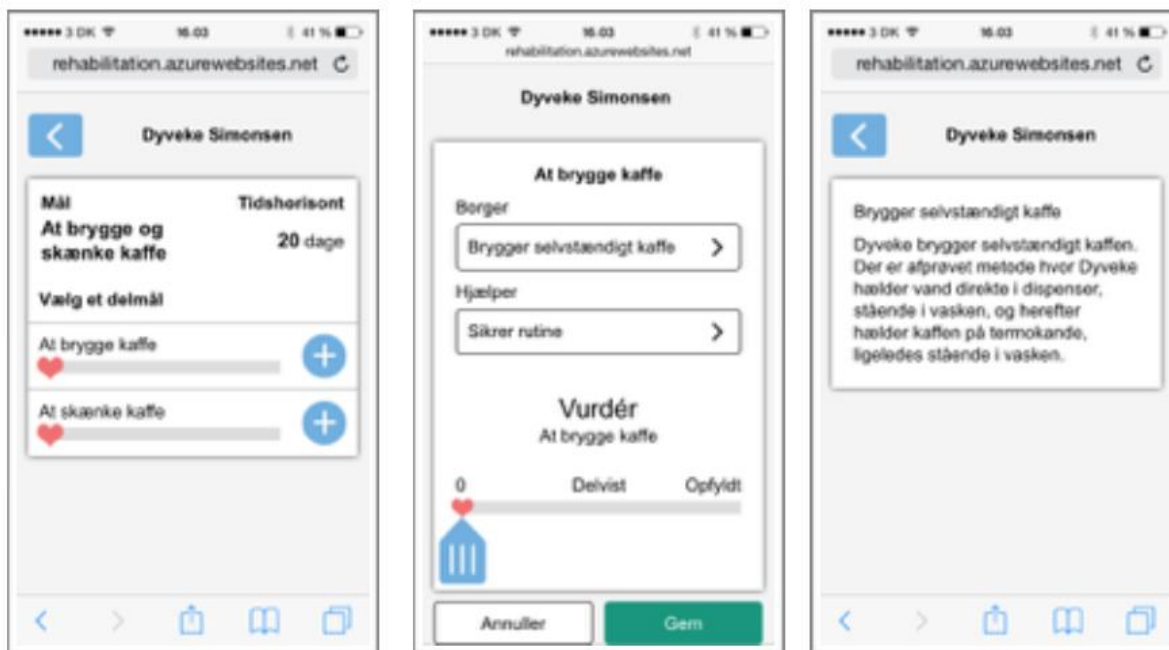 3 DK 16.03 41 %
rehabilitation.azurewebsites.net
Dyveke Simonsen
Mål Tidshorisont
At brygge og
skænke kaffe
20 dage
Vælg et delmål
At brygge kaffe
At skænke kaffe
3 DK 16.03 41 %
rehabilitation.azurewebsites.net
Dyveke Simonsen
At brygge kaffe
Borger
Brygger selvstændigt kaffe
Hjælper
Sikrer rutine
Vurdér
At brygge kaffe
0 Delvist Opfyldt
Annuller Gem
3 DK 16.03 41 %
rehabilitation.azurewebsites.net
Dyveke Simonsen
Brygger selvstændigt kaffe
Dyveke brygger selvstændigt kaffen.
Der er afprøvet metode hvor Dyveke
hælder vand direkte i dispenser,
stående i vasken, og herefter
hælder kaffen på termokande,
ligeledes stående i vasken.